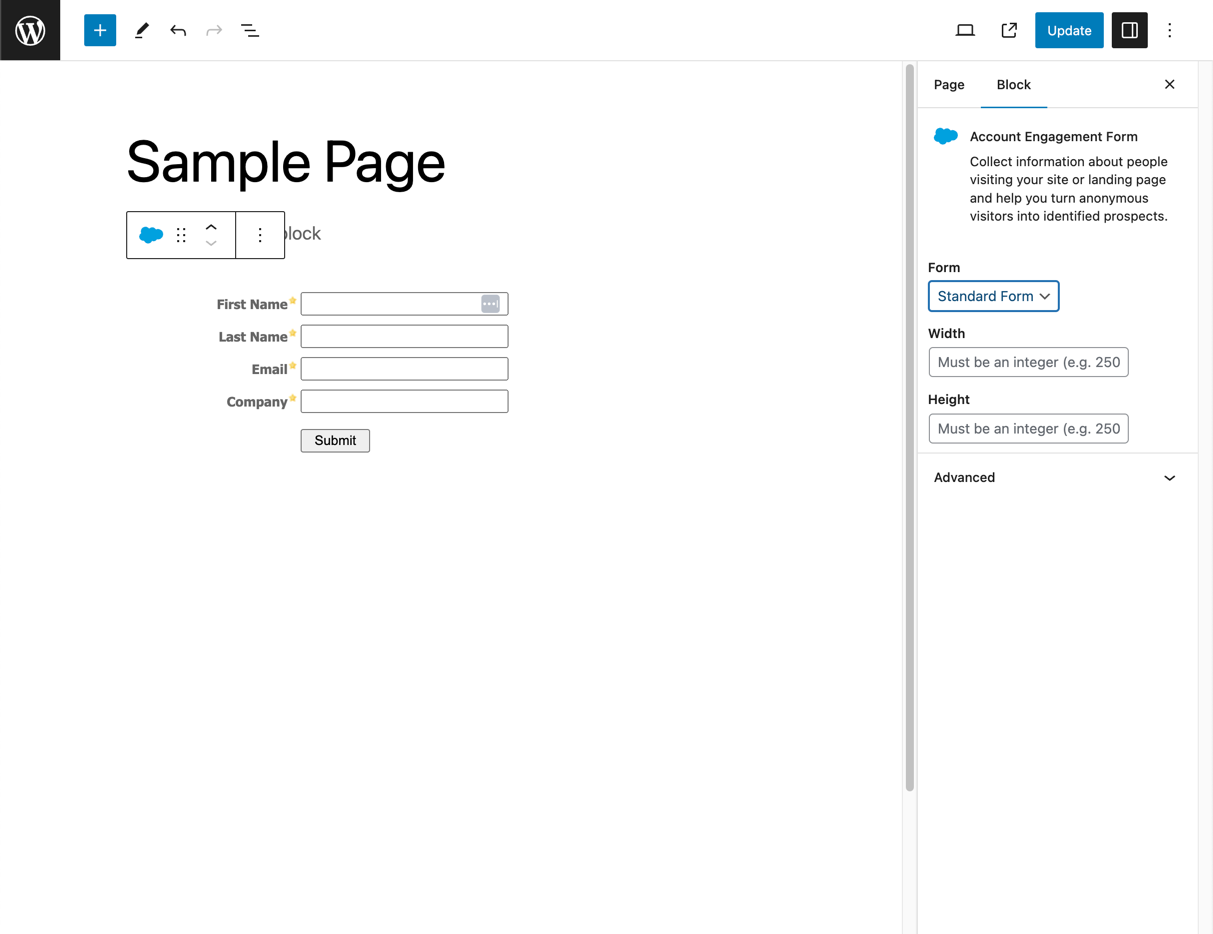 Update
Page
Block
Sample Page
Account Engagement Form
Collect information about people
visiting your site or landing page
and help you turn anonymous
visitors into identified prospects.
First Name
Last Name
Email
Company
Submit
Form
Standard Form
Width
Must be an integer (e.g. 250
Height
Must be an integer (e.g. 250
Advanced